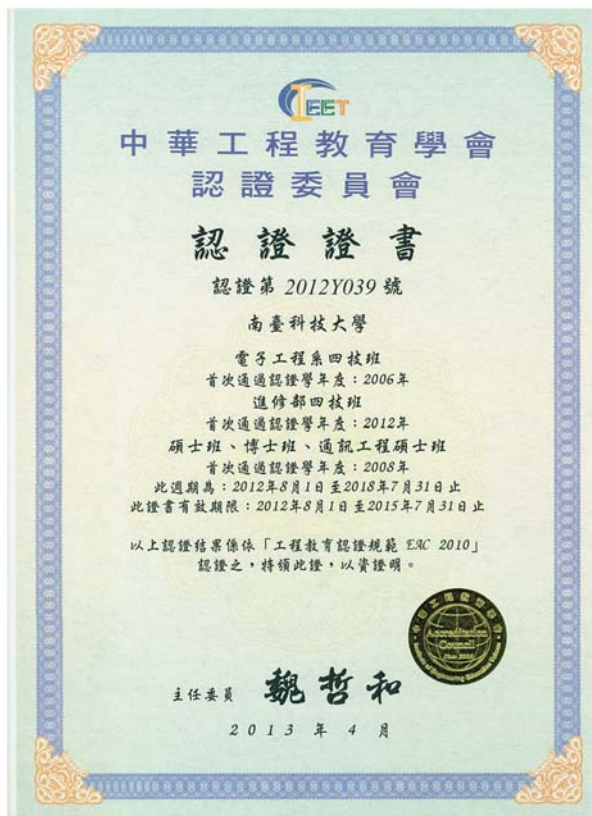 IEET
中華工程教育學會
認證委員會
認證證書
認證第 2012Y039 號
南臺科技大學
電子工程系四技班
首次通過認證學年度：2006年
進修部四技班
首次通過認證學年度：2012年
碩士班、博士班、通訊工程碩士班
首次通過認證學年度：2008年
此週期為：2012年8月1日至2018年7月31日止
此證書有效期限：2012年8月1日至2015年7月31日止
以上認證結果係依「工程教育認證規範 EAC 2010」
認證之，特頒此證，以資證明。
Accreditation
Council
主任委員 魏哲和
2013 年 4 月